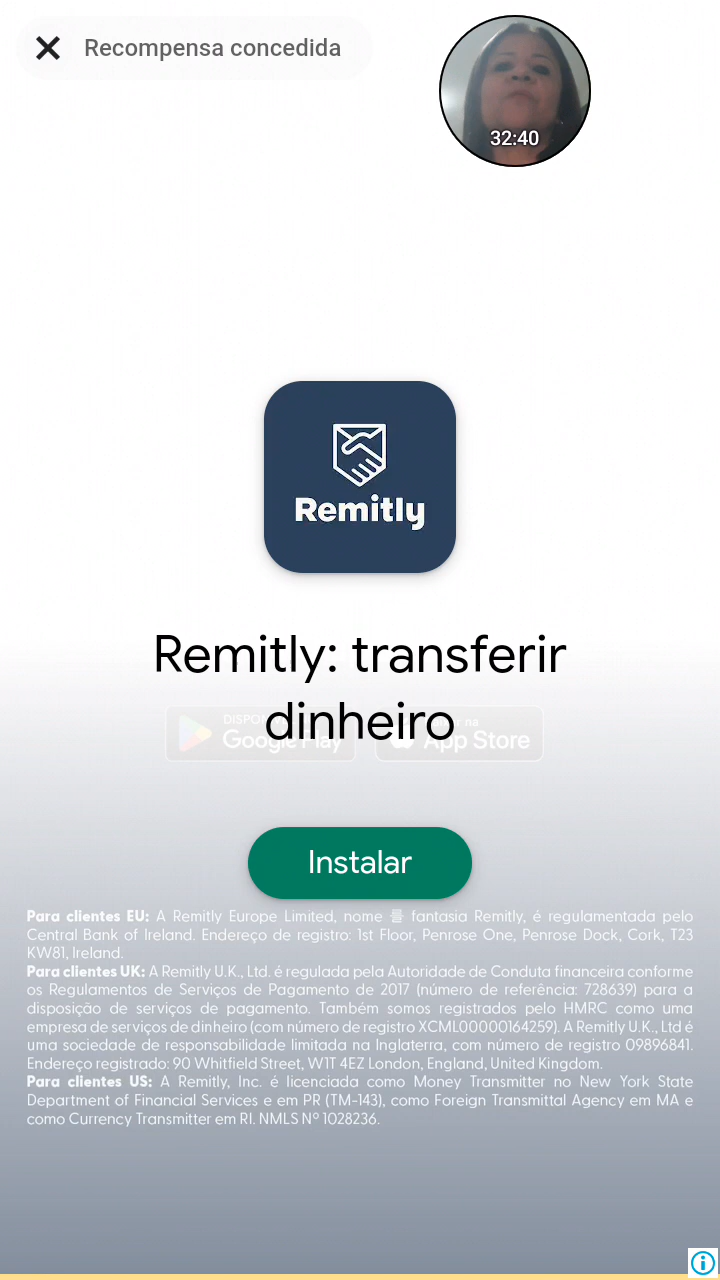 Recompensa concedida
32:40
Remitly
Remitly: transferir
dinheiro
Google Play
App Store
Instalar
Para clientes EU: A Remitly Europe Limited, nome 를 fantasia Remitly, é regulamentada pelo
Central Bank of Ireland. Endereço de registro: 1st Floor, Penrose One, Penrose Dock, Cork, T23
KW81, Ireland.
Para clientes UK: A Remitly U.K., Ltd. é regulada pela Autoridade de Conduta financeira conforme
os Regulamentos de Serviços de Pagamento de 2017 (número de referência: 728639) para a
disposição de serviços de pagamento. Também somos registrados pelo HMRC como uma
empresa de serviços de dinheiro (com número de registro XCML00000164259). A Remitly U.K., Ltd é
uma sociedade de responsabilidade limitada na Inglaterra, com número de registro 09896841.
Endereço registrado: 90 Whitfield Street, W1T 4EZ London, England, United Kingdom.
Para clientes US: A Remitly, Inc. é licenciada como Money Transmitter no New York State
Department of Financial Services e em PR (TM-143), como Foreign Transmittal Agency em MA e
como Currency Transmitter em RI. NMLS Nº 1028236.